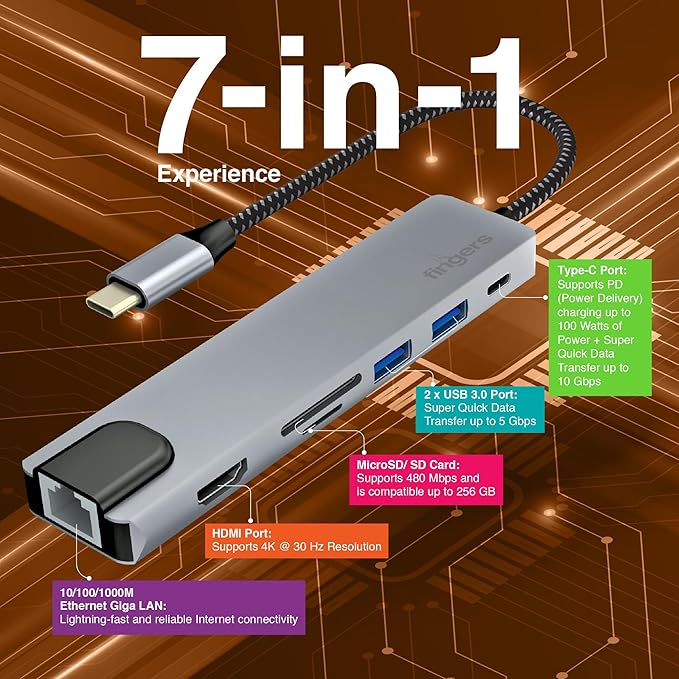 7-in-1
Experience
fingers
Type-C Port:
Supports PD
(Power Delivery)
charging up to
100 Watts of
Power + Super
Quick Data
Transfer up to
10 Gbps
2 x USB 3.0 Port:
Super Quick Data
Transfer up to 5 Gbps
MicroSD/ SD Card:
Supports 480 Mbps and
is compatible up to 256 GB
HDMI Port:
Supports 4K @ 30 Hz Resolution
10/100/1000M
Ethernet Giga LAN:
Lightning-fast and reliable Internet connectivity